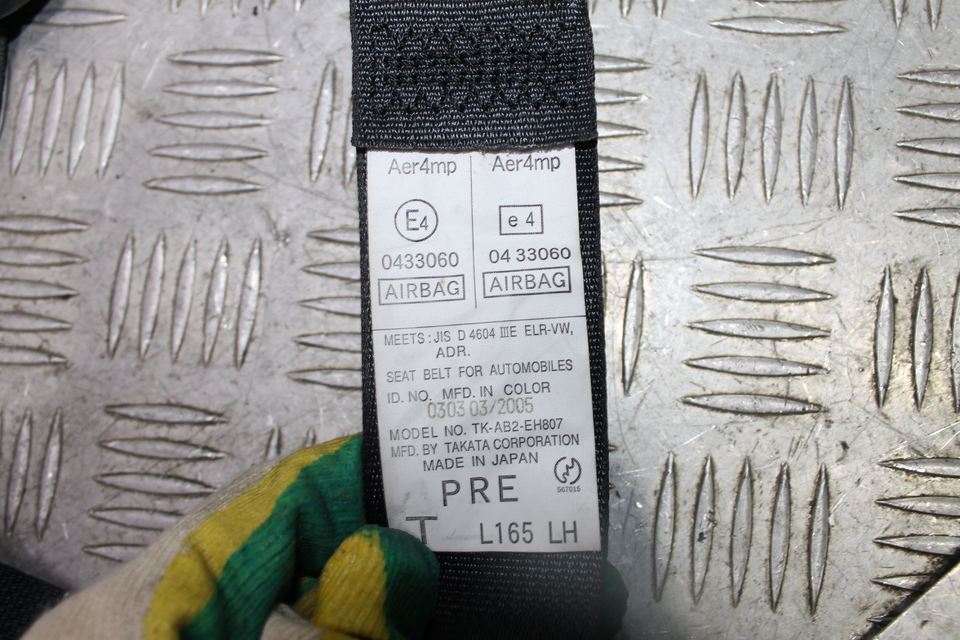 Aer4mp Aer4mp
E4 e 4
0433060 04 33060
AIRBAG AIRBAG
MEETS : JIS D 4604 IIIE ELR-VW,
ADR.
SEAT BELT FOR AUTOMOBILES
ID. NO. MFD. IN COLOR
0303 03/2005
MODEL NO. TK-AB2-EH807
MFD. BY TAKATA CORPORATION
MADE IN JAPAN
567015
PRE
T L165 LH